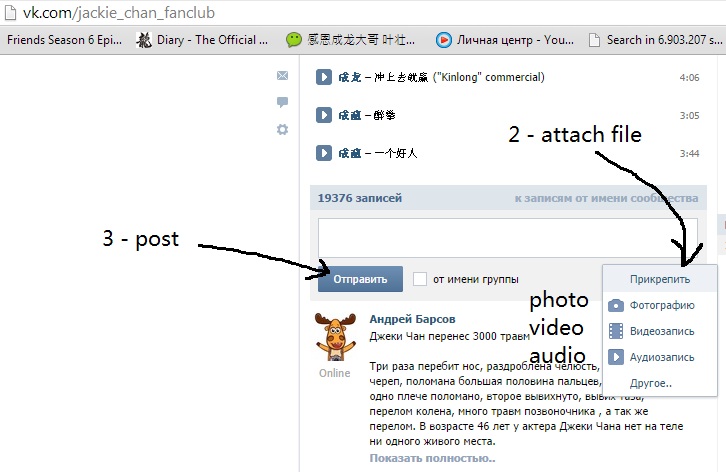 vk.com/jackie_chan_fanclub
Friends Season 6 Epi... Diary - The Official ... 感恩成龙大哥 叶壮... Личная центр - You... Search in 6.903.207 s...
成龙 – 冲上去就赢 ("Kinlong" commercial) 4:06
成龍 – 醉拳 3:05
成龍 – 一个好人 3:44
2 - attach file
19376 записей к записям от имени сообщества
3 - post
Отправить от имени группы
Прикрепить
Фотографию
Видеозапись
Аудиозапись
Другое..
photo
video
audio
Андрей Барсов
Джеки Чан перенес 3000 травм
Online
Три раза перебит нос, раздроблена челюсть,
череп, поломана большая половина пальцев,
одно плече поломано, второе вывихнуто, вывих таза,
перелом колена, много травм позвоночника , а так же
перелом. В возрасте 46 лет у актера Джеки Чана нет на теле
ни одного живого места.
Показать полностью..